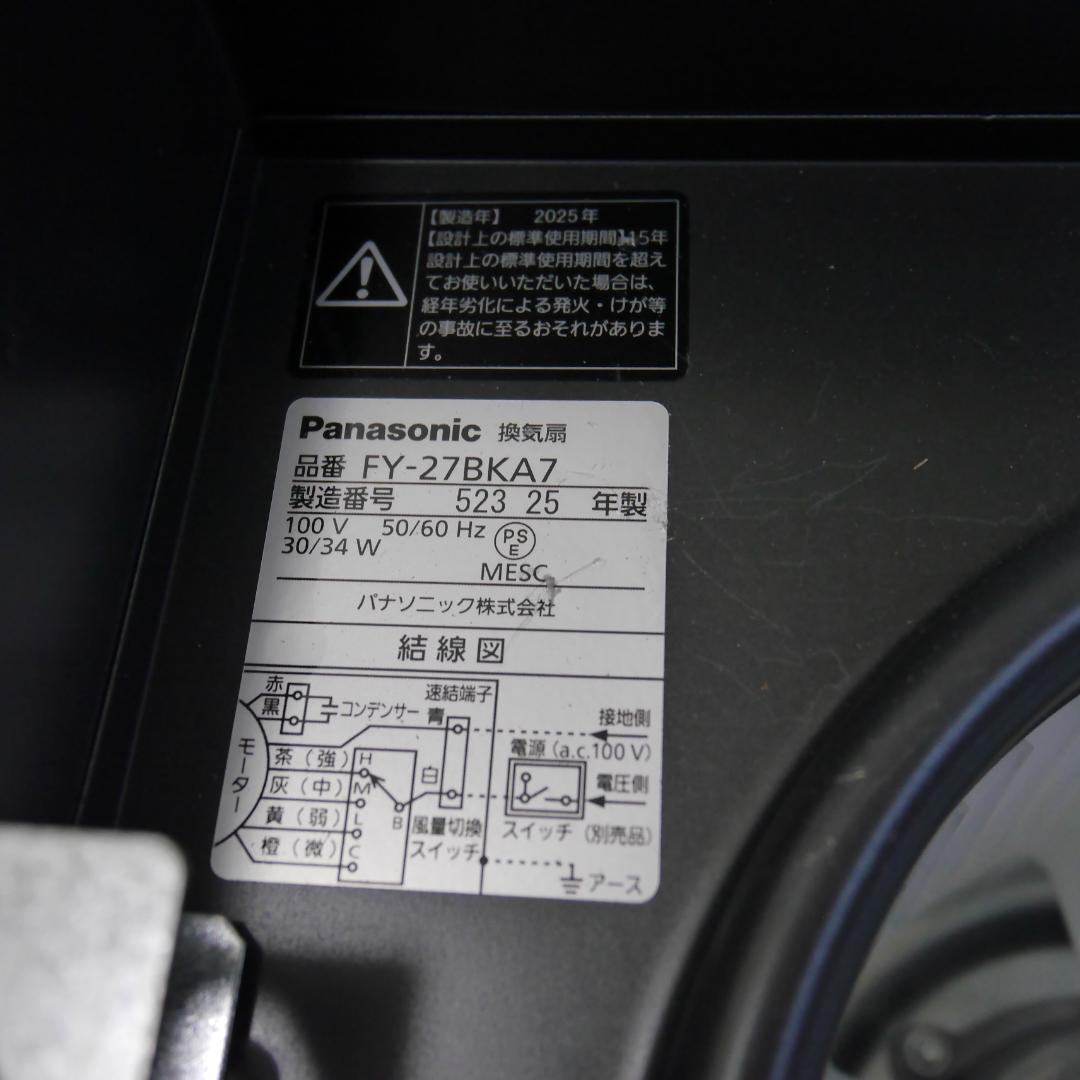 【製造年】 2025年
【設計上の標準使用期間】15年
設計上の標準使用期間を超え
てお使いいただいた場合は、
経年劣化による発火・けが等
の事故に至るおそれがありま
す。
Panasonic 換気扇
品番 FY-27BKA7
製造番号 523 25 年製
100 V 50/60 Hz
30/34 W
PS
E
MESC
パナソニック株式会社
結線図
赤
黒
コンデンサー
速結端子
青
接地側
電源（a.c.100 V）
モーター
茶（強） H
灰（中） M
黄（弱） L
橙（微） C
白
B
電圧側
風量切換
スイッチ
スイッチ（別売品）
アース